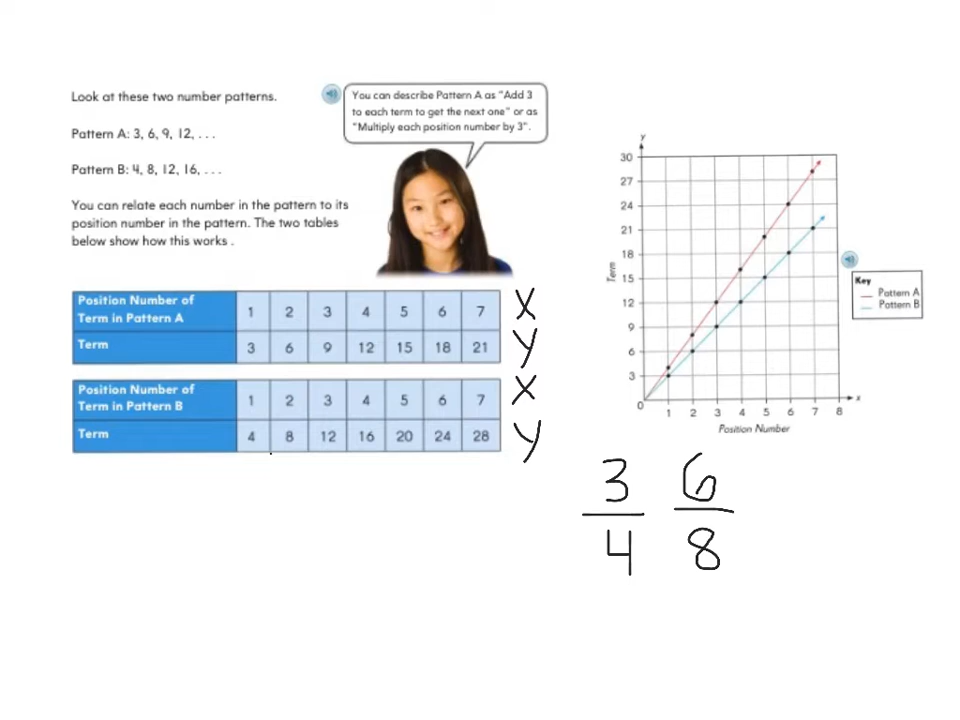 Look at these two number patterns.
Pattern A: 3, 6, 9, 12, . . .
Pattern B: 4, 8, 12, 16, . . .
You can relate each number in the pattern to its
position number in the pattern. The two tables
below show how this works .
You can describe Pattern A as "Add 3
to each term to get the next one" or as
"Multiply each position number by 3".
Position Number of
Term in Pattern A
1 2 3 4 5 6 7 X
Term 3 6 9 12 15 18 21 y
Position Number of
Term in Pattern B
1 2 3 4 5 6 7 X
Term 4 8 12 16 20 24 28 y
y
30
27
24
21
18
15
12
9
6
3
0 1 2 3 4 5 6 7 8 x
Term
Position Number
Key
Pattern A
Pattern B
3 6
4 8